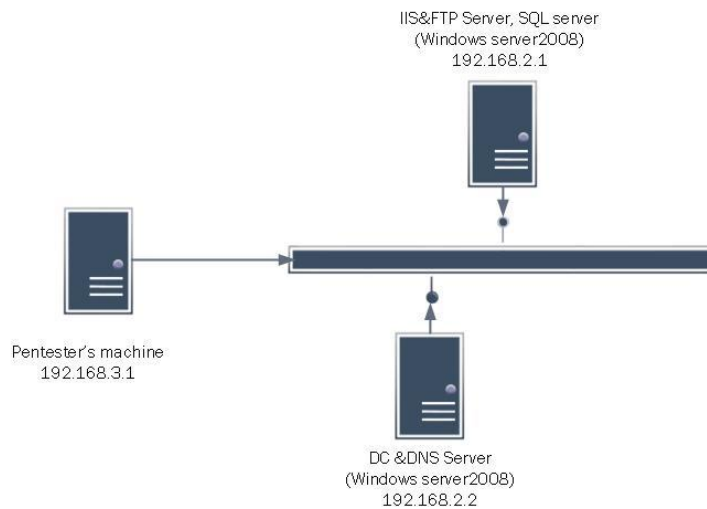 IIS&FTP Server, SQL server
(Windows server2008)
192.168.2.1
Pentester's machine
192.168.3.1
DC &DNS Server
(Windows server2008)
192.168.2.2